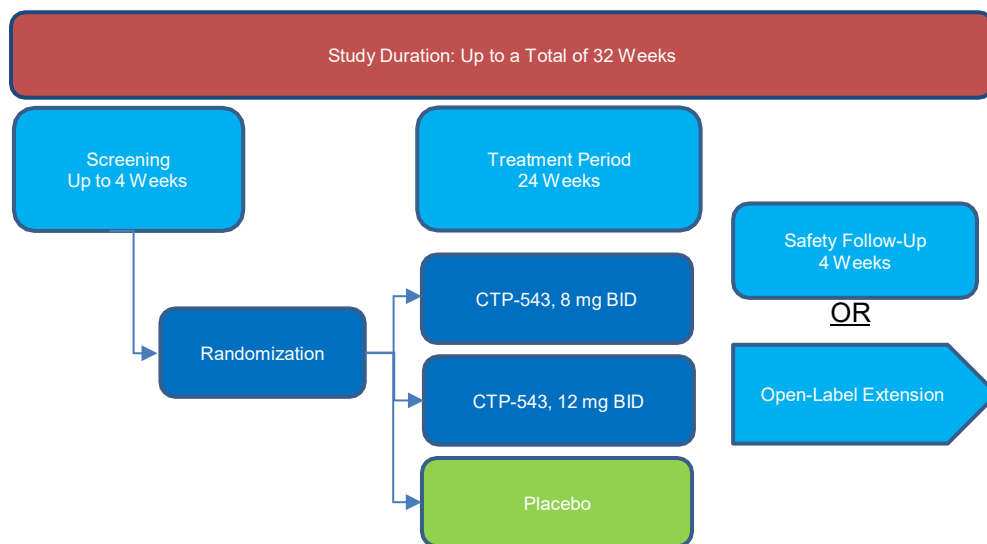 Study Duration: Up to a Total of 32 Weeks
Screening
Up to 4 Weeks
Treatment Period
24 Weeks
Safety Follow-Up
4 Weeks
OR
Open-Label Extension
Randomization
CTP-543, 8 mg BID
CTP-543, 12 mg BID
Placebo